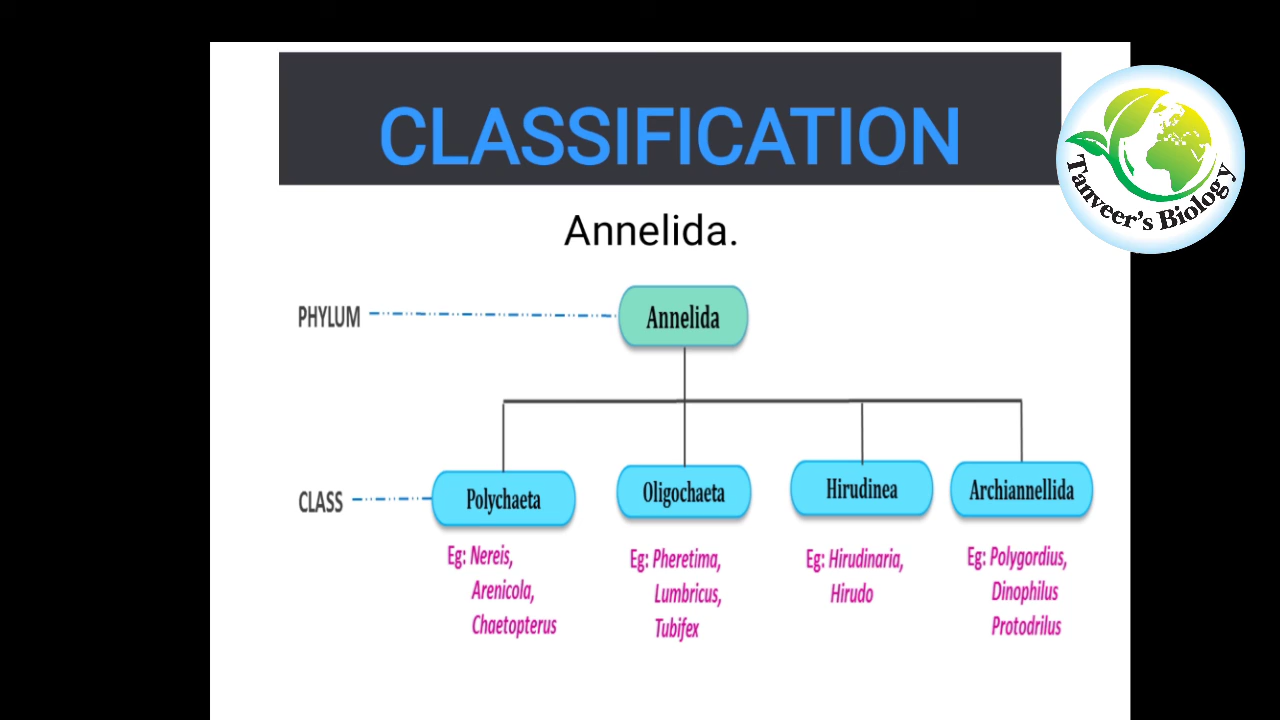 CLASSIFICATION
Tanveer's Biology
Annelida.
PHYLUM
Annelida
CLASS
Polychaeta
Oligochaeta
Hirudinea
Archiannellida
Eg: Nereis,
Arenicola,
Chaetopterus
Eg: Pheretima,
Lumbricus,
Tubifex
Eg: Hirudinaria,
Hirudo
Eg: Polygordius,
Dinophilus
Protodrilus